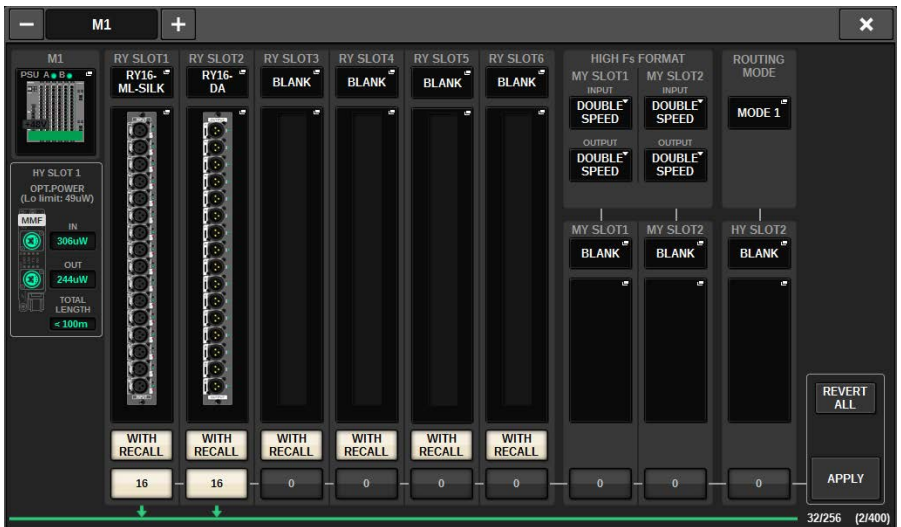 −
M1
+
×
M1
PSU A B
RY SLOT1
RY16-
ML-SILK
RY SLOT2
RY16-
DA
RY SLOT3
BLANK
RY SLOT4
BLANK
RY SLOT5
BLANK
RY SLOT6
BLANK
HIGH Fs FORMAT
MY SLOT1
INPUT
DOUBLE
SPEED
OUTPUT
DOUBLE
SPEED
MY SLOT2
INPUT
DOUBLE
SPEED
OUTPUT
DOUBLE
SPEED
ROUTING
MODE
MODE 1
HY SLOT 1
OPT.POWER
(Lo limit: 49uW)
MMF
IN
306uW
OUT
244uW
TOTAL
LENGTH
< 100m
INPUT
OUTPUT
MY SLOT1
BLANK
MY SLOT2
BLANK
HY SLOT2
BLANK
WITH
RECALL
WITH
RECALL
WITH
RECALL
WITH
RECALL
WITH
RECALL
WITH
RECALL
16
16
0
0
0
0
0
0
0
REVERT
ALL
APPLY
32/256 (2/400)